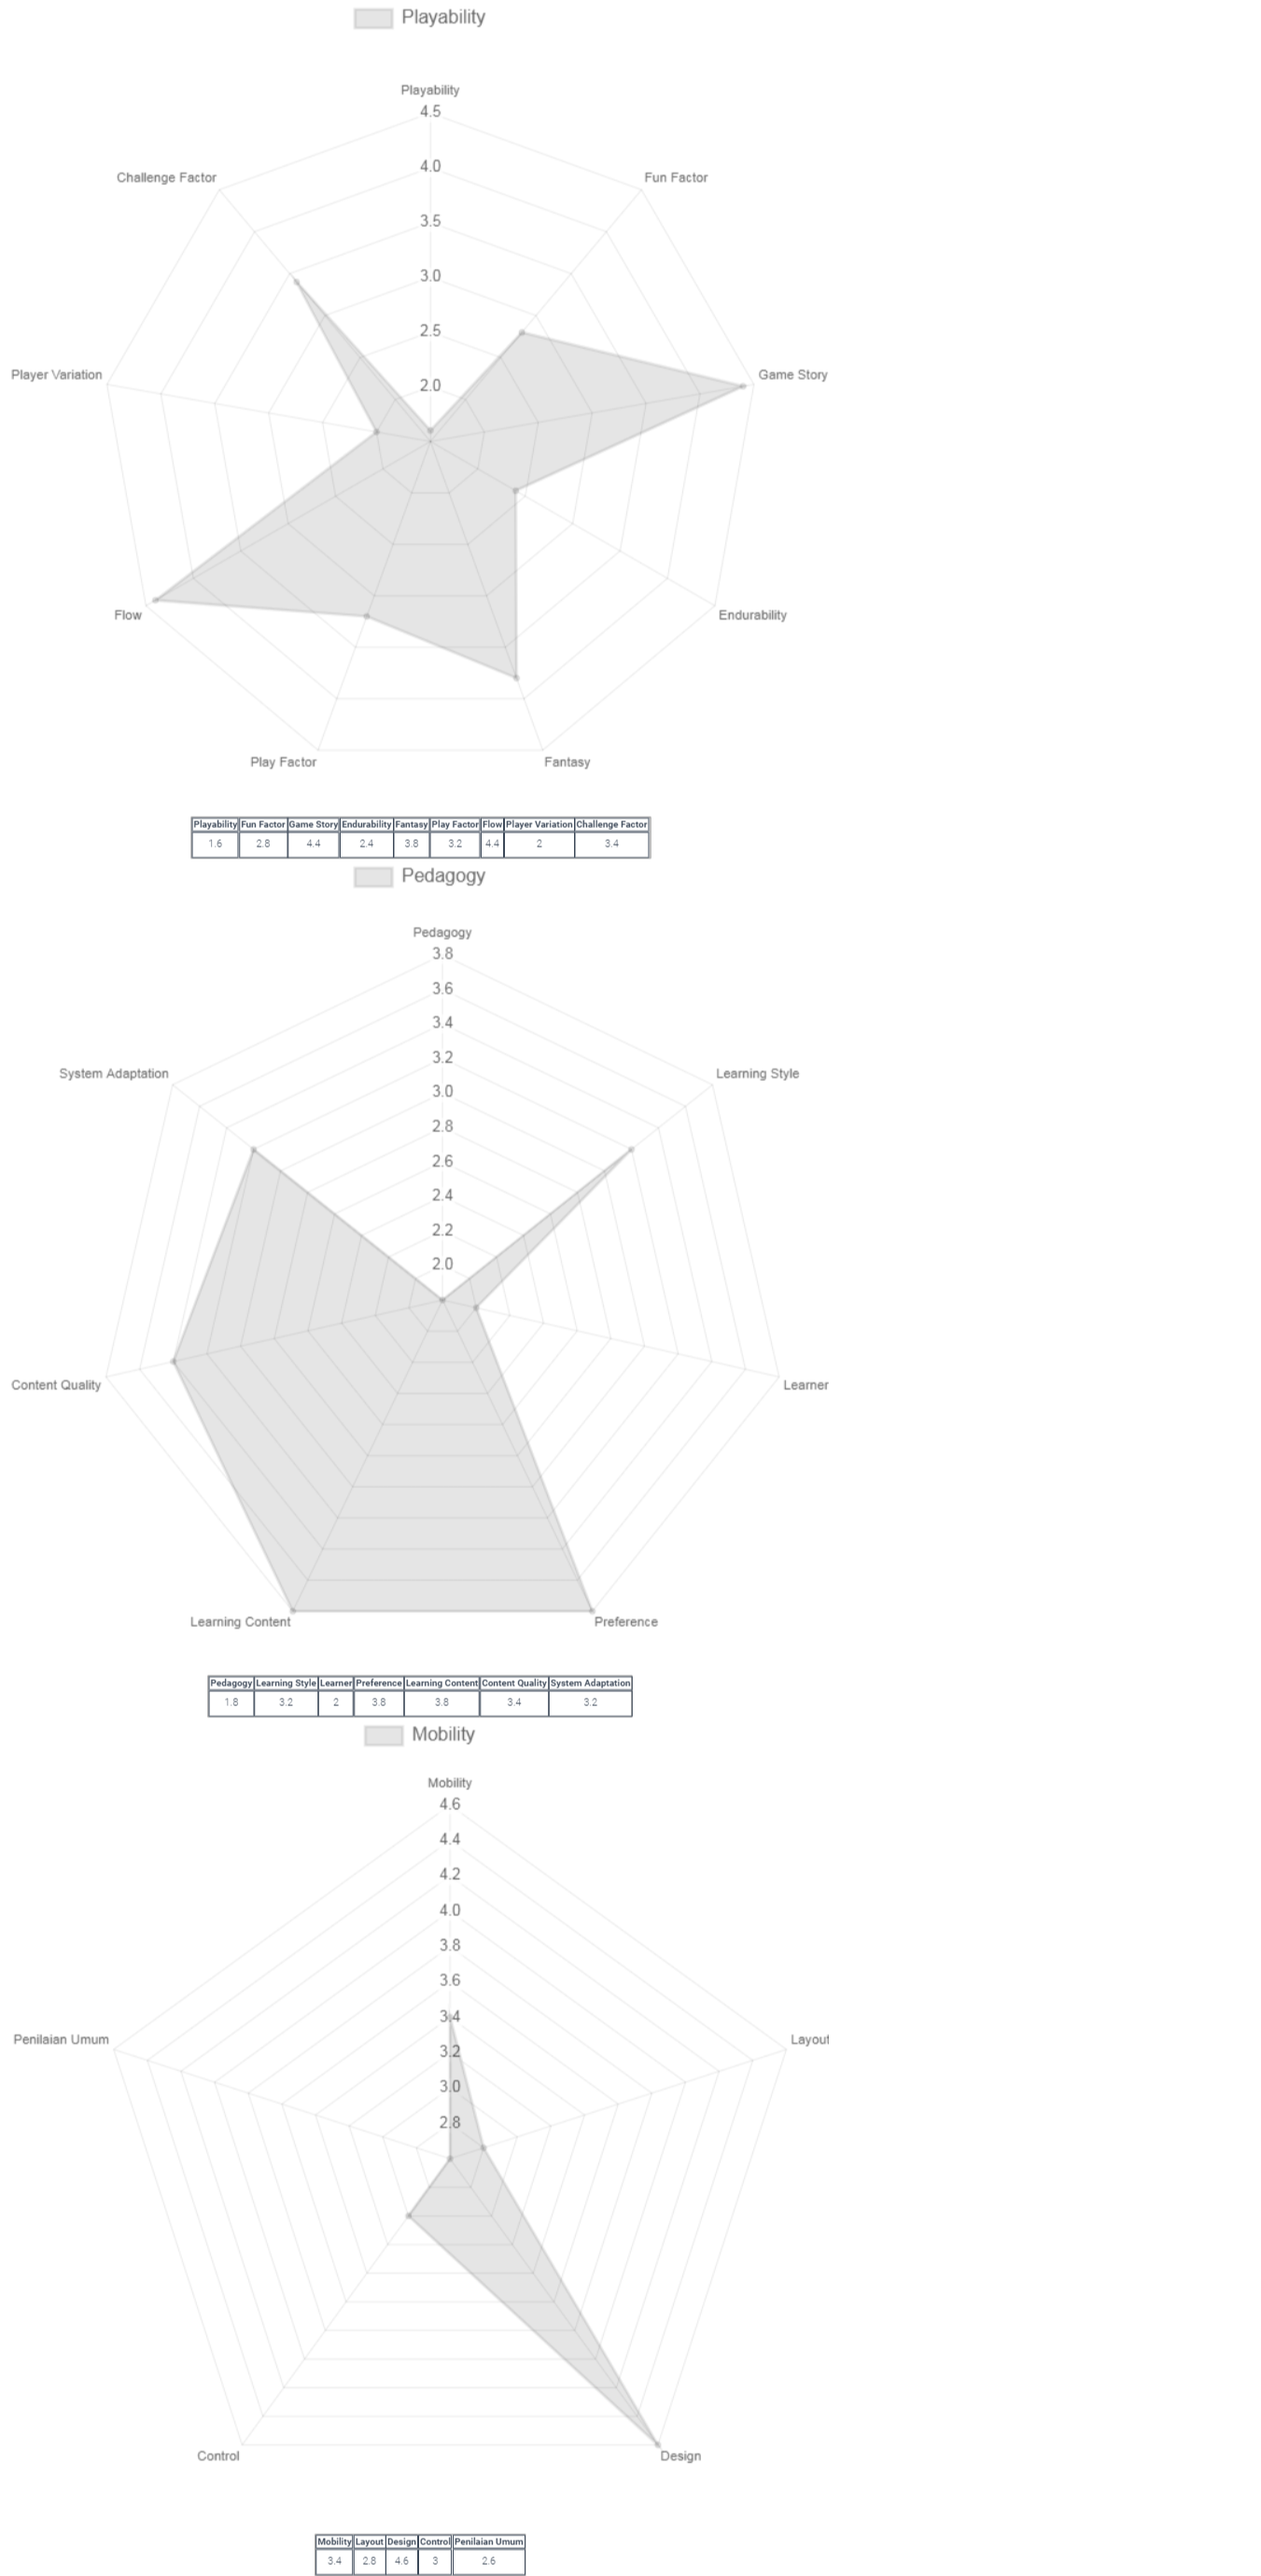 Playability
Playability
4.5
4.0
Challenge Factor
Fun Factor
3.5
3.0
2.5
Player Variation
Game Story
2.0
Flow
Endurability
Play Factor
Fantasy
Playability Fun Factor Game Story Endurability Fantasy Play Factor Flow Player Variation Challenge Factor
1.6 2.8 4.4 2.4 3.8 3.2 4.4 2 3.4
Pedagogy
Pedagogy
3.8
3.6
3.4
3.2
System Adaptation
Learning Style
3.0
2.8
2.6
2.4
2.2
2.0
Content Quality
Learner
Learning Content
Preference
Pedagogy Learning Style Learner Preference Learning Content Content Quality System Adaptation
1.8 3.2 2 3.8 3.8 3.4 3.2
Mobility
Mobility
4.6
4.4
4.2
4.0
3.8
3.6
3.4
Penilaian Umum
Layout
3.2
3.0
2.8
Control
Design
Mobility Layout Design Control Penilaian Umum
3.4 2.8 4.6 3 2.6